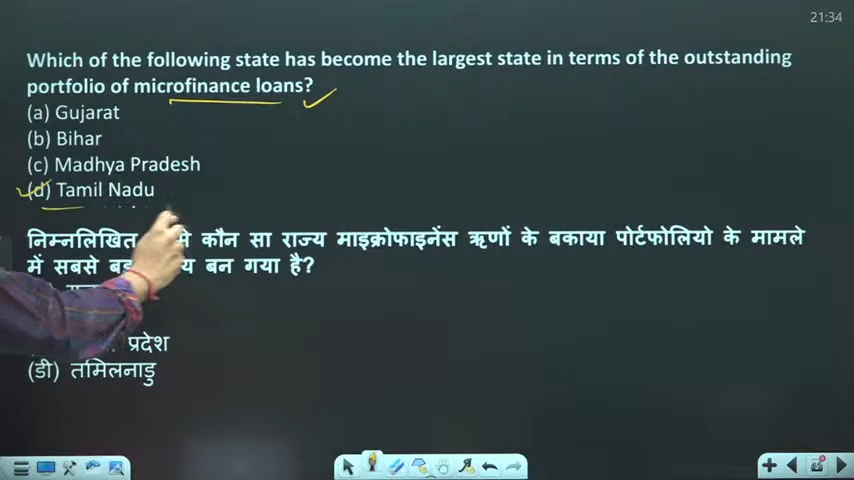 21:34
Which of the following state has become the largest state in terms of the outstanding
portfolio of microfinance loans?
(a) Gujarat
(b) Bihar
(c) Madhya Pradesh
(d) Tamil Nadu
निम्नलिखित कौन सा राज्य माइक्रोफाइनेंस ऋणों के बकाया पोर्टफोलियो के मामले
में सबसे बन गया है?
प्रदेश
(डी) तमिलनाडु